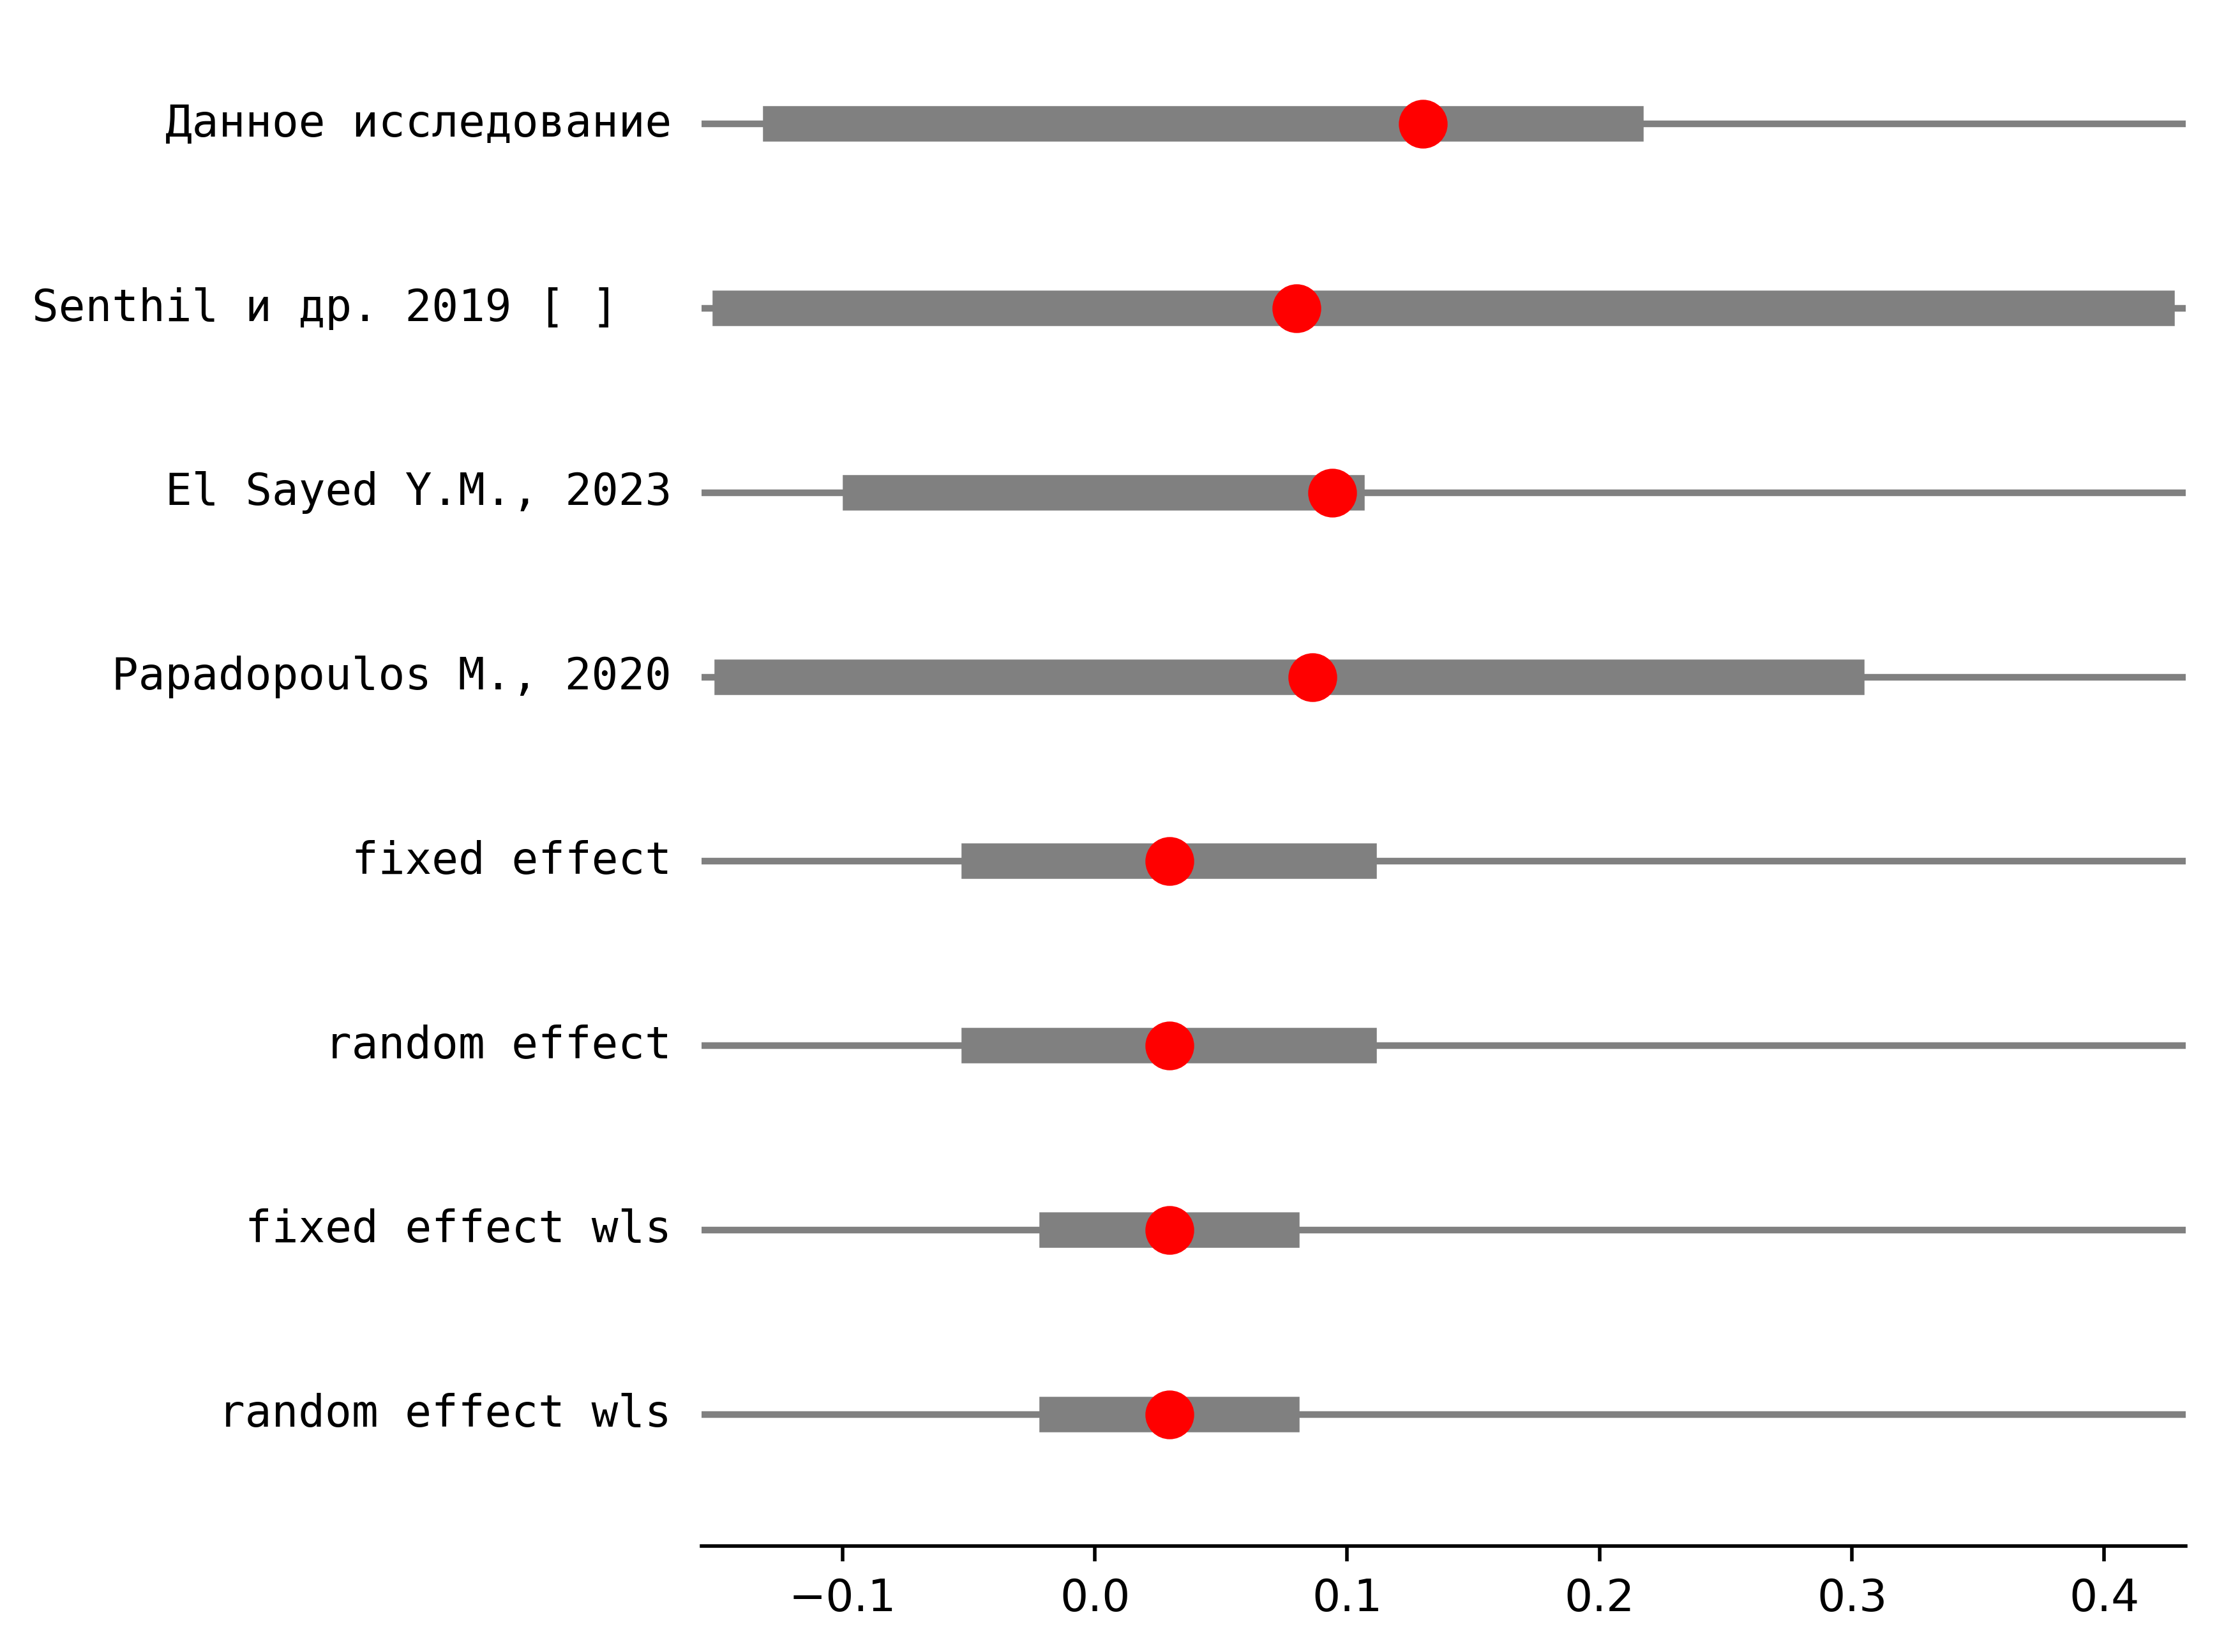 Данное исследование
Senthil и др. 2019 [ ]
El Sayed Y.M., 2023
Papadopoulos M., 2020
fixed effect
random effect
fixed effect wls
random effect wls
−0.1 0.0 0.1 0.2 0.3 0.4